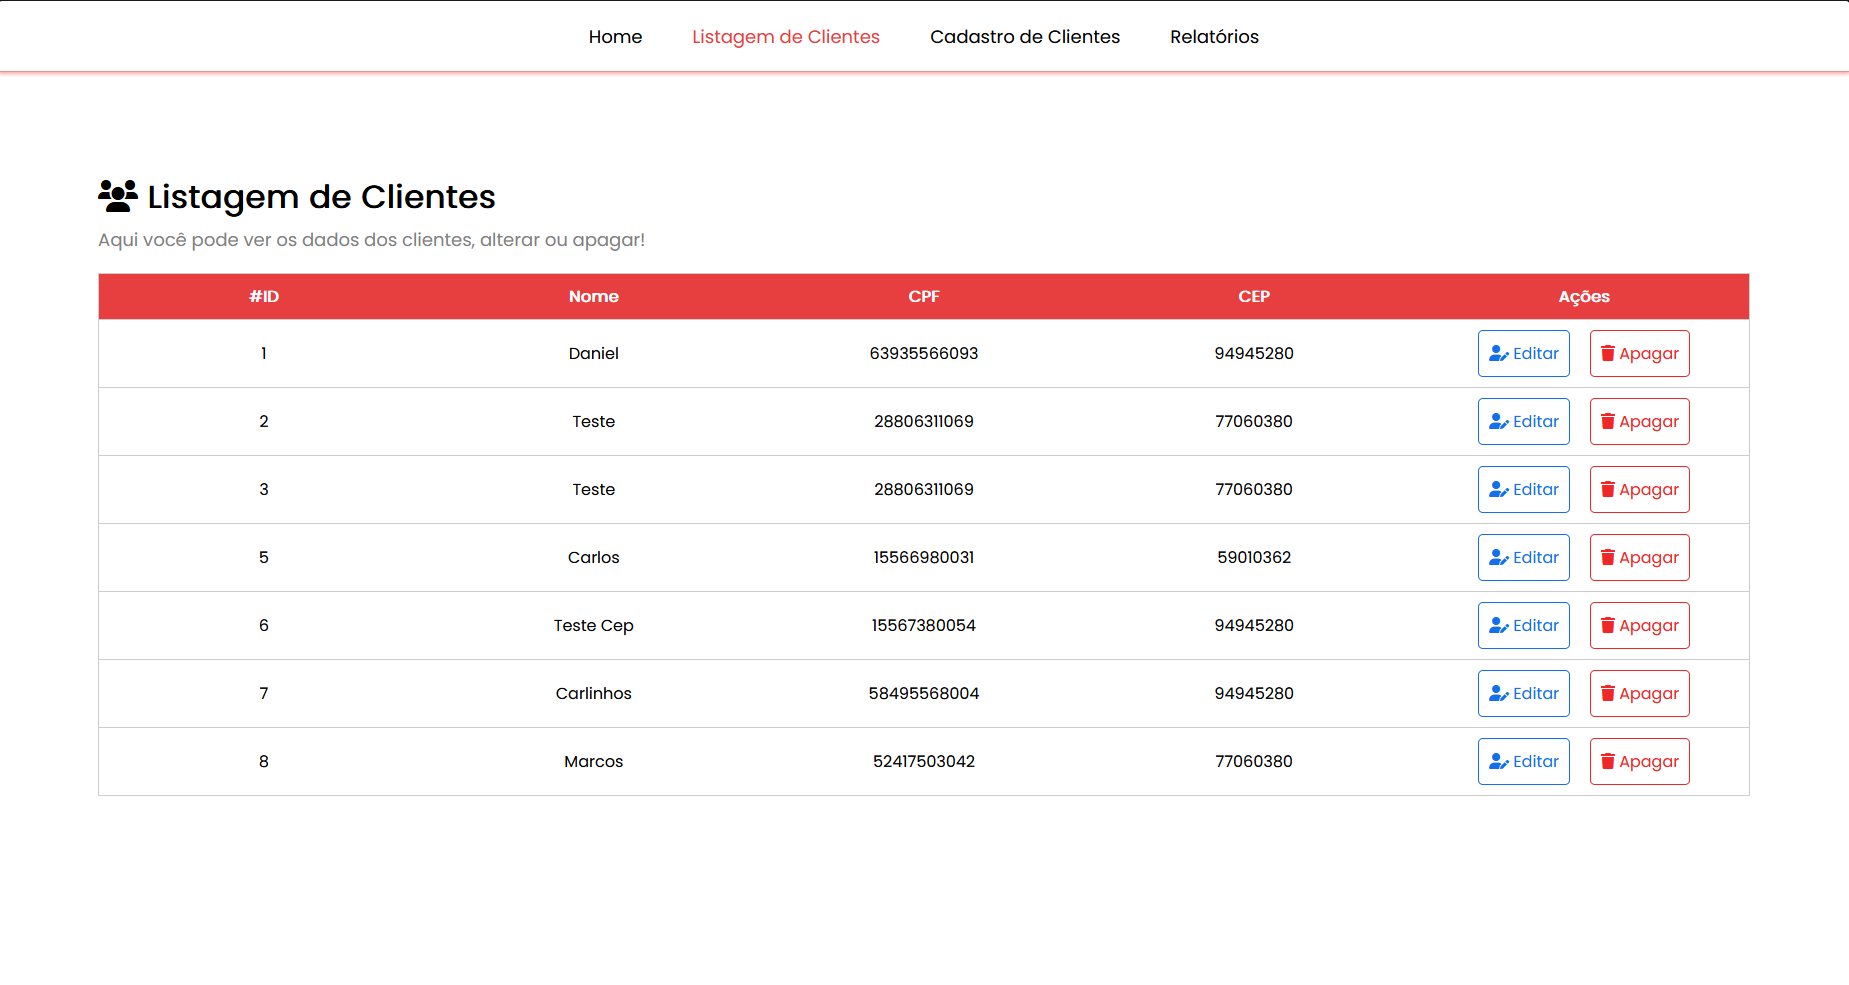 Home Listagem de Clientes Cadastro de Clientes Relatórios
Listagem de Clientes
Aqui você pode ver os dados dos clientes, alterar ou apagar!
#ID Nome CPF CEP Ações
1 Daniel 63935566093 94945280 Editar Apagar
2 Teste 28806311069 77060380 Editar Apagar
3 Teste 28806311069 77060380 Editar Apagar
5 Carlos 15566980031 59010362 Editar Apagar
6 Teste Cep 15567380054 94945280 Editar Apagar
7 Carlinhos 58495568004 94945280 Editar Apagar
8 Marcos 52417503042 77060380 Editar Apagar